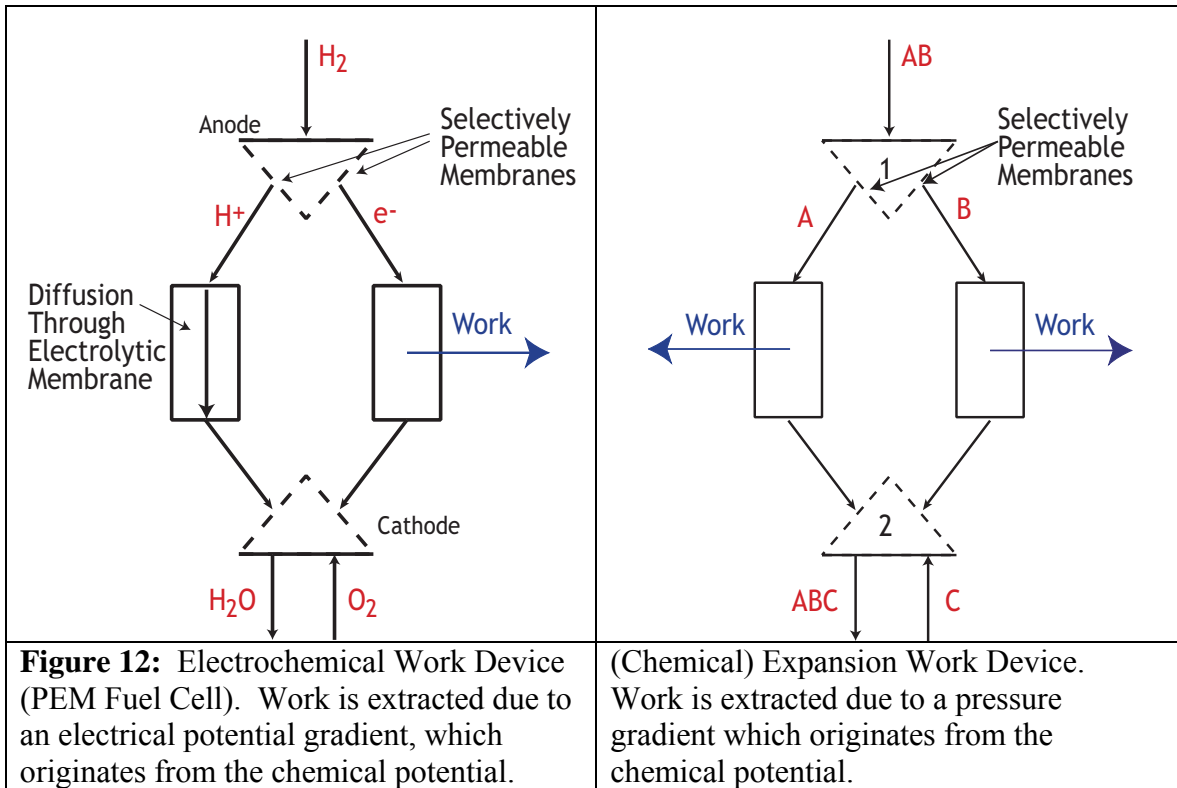 H2
Anode
Selectively
Permeable
Membranes
H+
e-
Diffusion
Through
Electrolytic
Membrane
Work
Cathode
H2O
O2
Figure 12: Electrochemical Work Device
(PEM Fuel Cell). Work is extracted due to
an electrical potential gradient, which
originates from the chemical potential.
AB
Selectively
Permeable
Membranes
1
A
B
Work
Work
2
ABC
C
(Chemical) Expansion Work Device.
Work is extracted due to a pressure
gradient which originates from the
chemical potential.